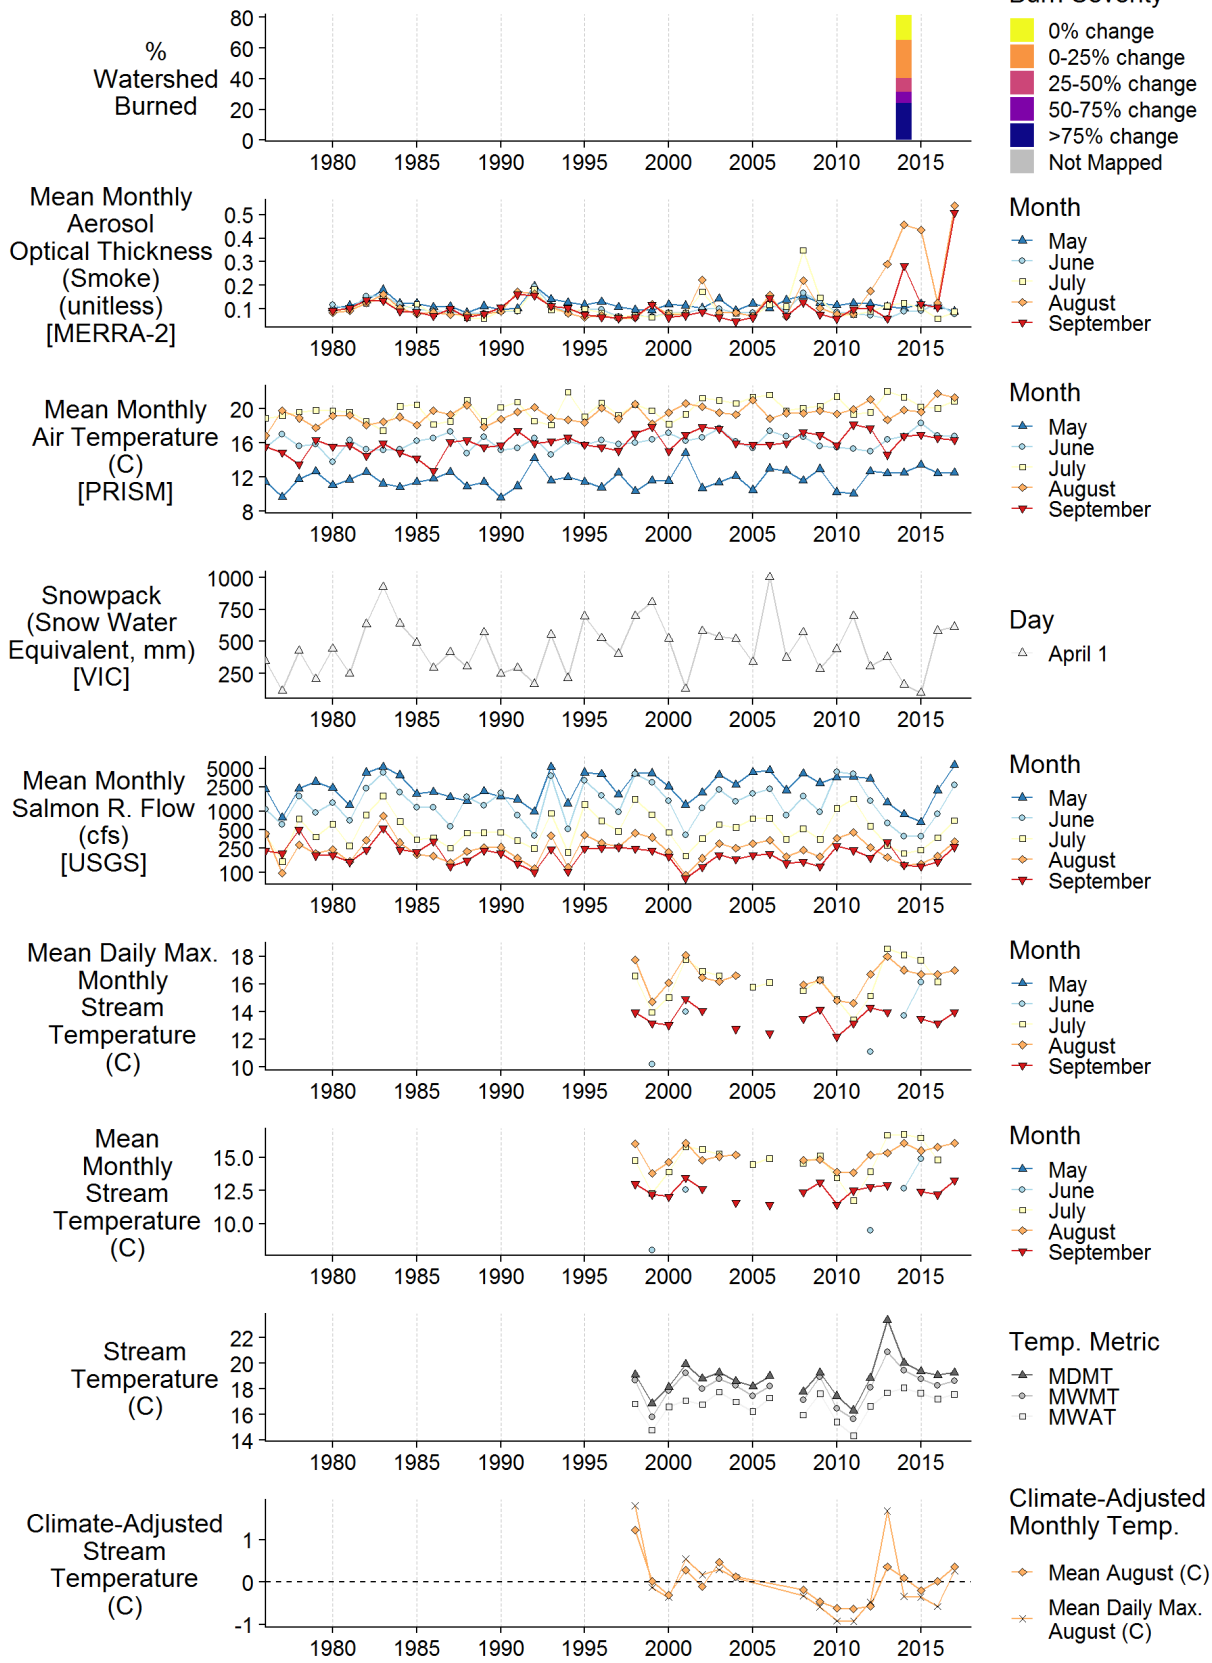 Burn Severity
%
Watershed
Burned
80
60
40
20
0
0% change
0-25% change
25-50% change
50-75% change
>75% change
Not Mapped
1980 1985 1990 1995 2000 2005 2010 2015
Mean Monthly
Aerosol
Optical Thickness
(Smoke)
(unitless)
[MERRA-2]
0.5
0.4
0.3
0.2
0.1
Month
May
June
July
August
September
1980 1985 1990 1995 2000 2005 2010 2015
Mean Monthly
Air Temperature
(C)
[PRISM]
20
16
12
8
Month
May
June
July
August
September
1980 1985 1990 1995 2000 2005 2010 2015
Snowpack
(Snow Water
Equivalent, mm)
[VIC]
1000
750
500
250
Day
April 1
1980 1985 1990 1995 2000 2005 2010 2015
Mean Monthly
Salmon R. Flow
(cfs)
[USGS]
5000
2500
1000
500
250
100
Month
May
June
July
August
September
1980 1985 1990 1995 2000 2005 2010 2015
Mean Daily Max.
Monthly
Stream
Temperature
(C)
18
16
14
12
10
Month
May
June
July
August
September
1980 1985 1990 1995 2000 2005 2010 2015
Mean
Monthly
Stream
Temperature
(C)
15.0
12.5
10.0
Month
May
June
July
August
September
1980 1985 1990 1995 2000 2005 2010 2015
Stream
Temperature
(C)
22
20
18
16
14
Temp. Metric
MDMT
MWMT
MWAT
1980 1985 1990 1995 2000 2005 2010 2015
Climate-Adjusted
Stream
Temperature
(C)
1
0
-1
Climate-Adjusted
Monthly Temp.
Mean August (C)
Mean Daily Max.
August (C)
1980 1985 1990 1995 2000 2005 2010 2015